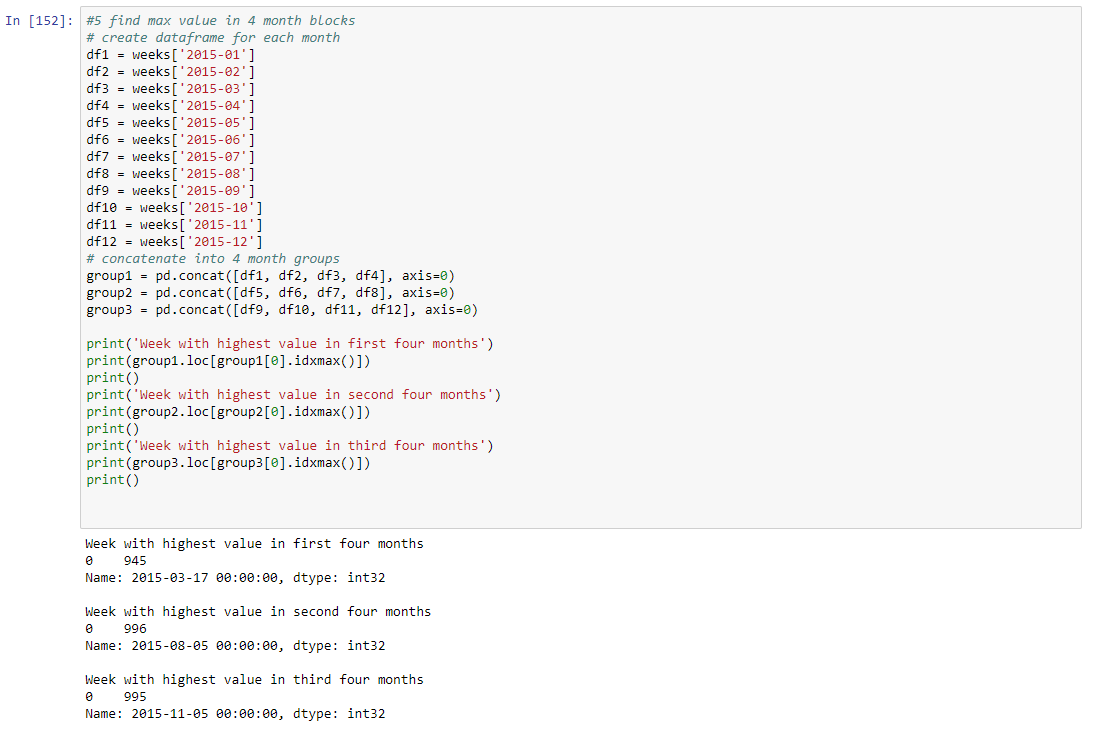 In [152]:
#5 find max value in 4 month blocks
# create dataframe for each month
df1 = weeks['2015-01']
df2 = weeks['2015-02']
df3 = weeks['2015-03']
df4 = weeks['2015-04']
df5 = weeks['2015-05']
df6 = weeks['2015-06']
df7 = weeks['2015-07']
df8 = weeks['2015-08']
df9 = weeks['2015-09']
df10 = weeks['2015-10']
df11 = weeks['2015-11']
df12 = weeks['2015-12']
# concatenate into 4 month groups
group1 = pd.concat([df1, df2, df3, df4], axis=0)
group2 = pd.concat([df5, df6, df7, df8], axis=0)
group3 = pd.concat([df9, df10, df11, df12], axis=0)
print('Week with highest value in first four months')
print(group1.loc[group1[0].idxmax()])
print()
print('Week with highest value in second four months')
print(group2.loc[group2[0].idxmax()])
print()
print('Week with highest value in third four months')
print(group3.loc[group3[0].idxmax()])
print()
Week with highest value in first four months
0    945
Name: 2015-03-17 00:00:00, dtype: int32
Week with highest value in second four months
0    996
Name: 2015-08-05 00:00:00, dtype: int32
Week with highest value in third four months
0    995
Name: 2015-11-05 00:00:00, dtype: int32